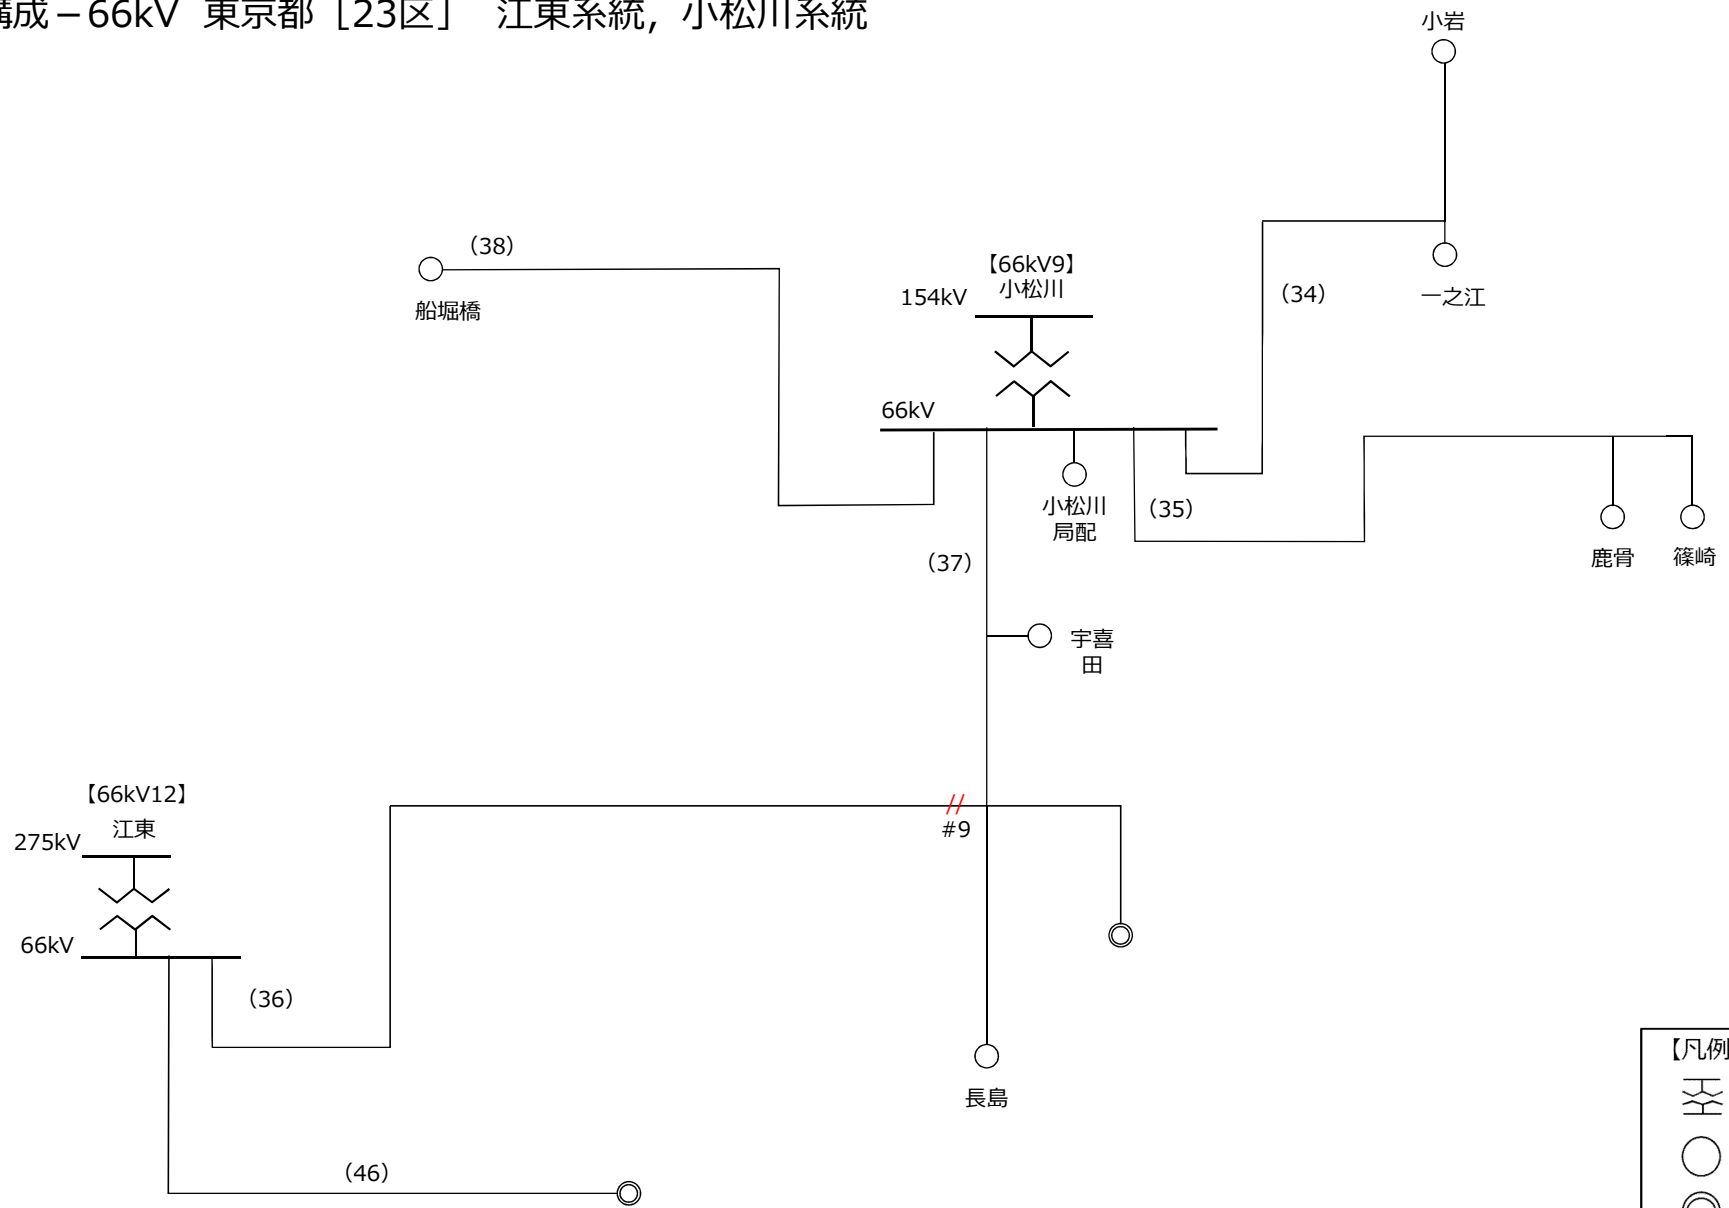 構成－66kV 東京都［23区］ 江東系統，小松川系統
小岩
（38）
船堀橋
【66kV9】
小松川
154kV
66kV
（34）
一之江
小松川
局配
（35）
鹿骨
篠崎
（37）
宇喜
田
【66kV12】
江東
275kV
66kV
#9
（36）
長島
（46）
【凡例